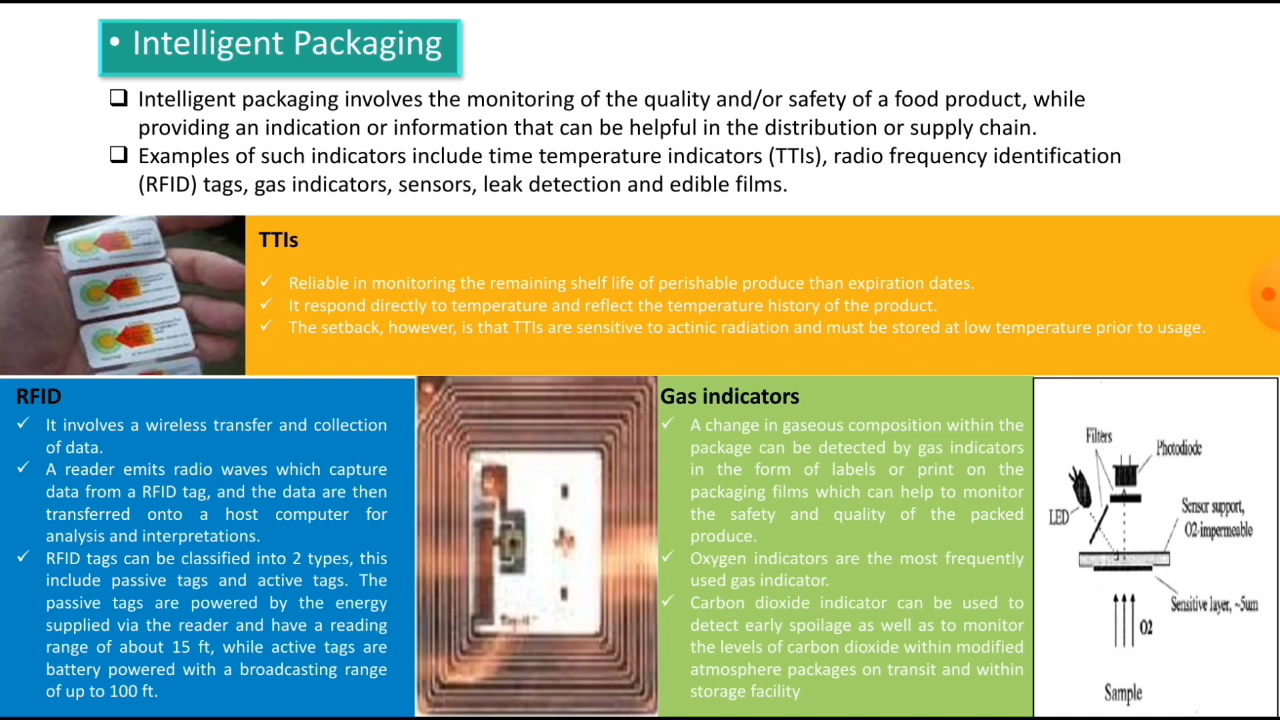 • Intelligent Packaging
❑ Intelligent packaging involves the monitoring of the quality and/or safety of a food product, while
providing an indication or information that can be helpful in the distribution or supply chain.
❑ Examples of such indicators include time temperature indicators (TTIs), radio frequency identification
(RFID) tags, gas indicators, sensors, leak detection and edible films.
TTIs
✓ Reliable in monitoring the remaining shelf life of perishable produce than expiration dates.
✓ It respond directly to temperature and reflect the temperature history of the product.
✓ The setback, however, is that TTIs are sensitive to actinic radiation and must be stored at low temperature prior to usage.
RFID
✓ It involves a wireless transfer and collection
of data.
✓ A reader emits radio waves which capture
data from a RFID tag, and the data are then
transferred onto a host computer for
analysis and interpretations.
✓ RFID tags can be classified into 2 types, this
include passive tags and active tags. The
passive tags are powered by the energy
supplied via the reader and have a reading
range of about 15 ft, while active tags are
battery powered with a broadcasting range
of up to 100 ft.
Gas indicators
✓ A change in gaseous composition within the
package can be detected by gas indicators
in the form of labels or print on the
packaging films which can help to monitor
the safety and quality of the packed
produce.
✓ Oxygen indicators are the most frequently
used gas indicator.
✓ Carbon dioxide indicator can be used to
detect early spoilage as well as to monitor
the levels of carbon dioxide within modified
atmosphere packages on transit and within
storage facility
Filters
Photodiode
LED
Sensor support,
O2-impermeable
Sensitive layer, ~5um
O2
Sample